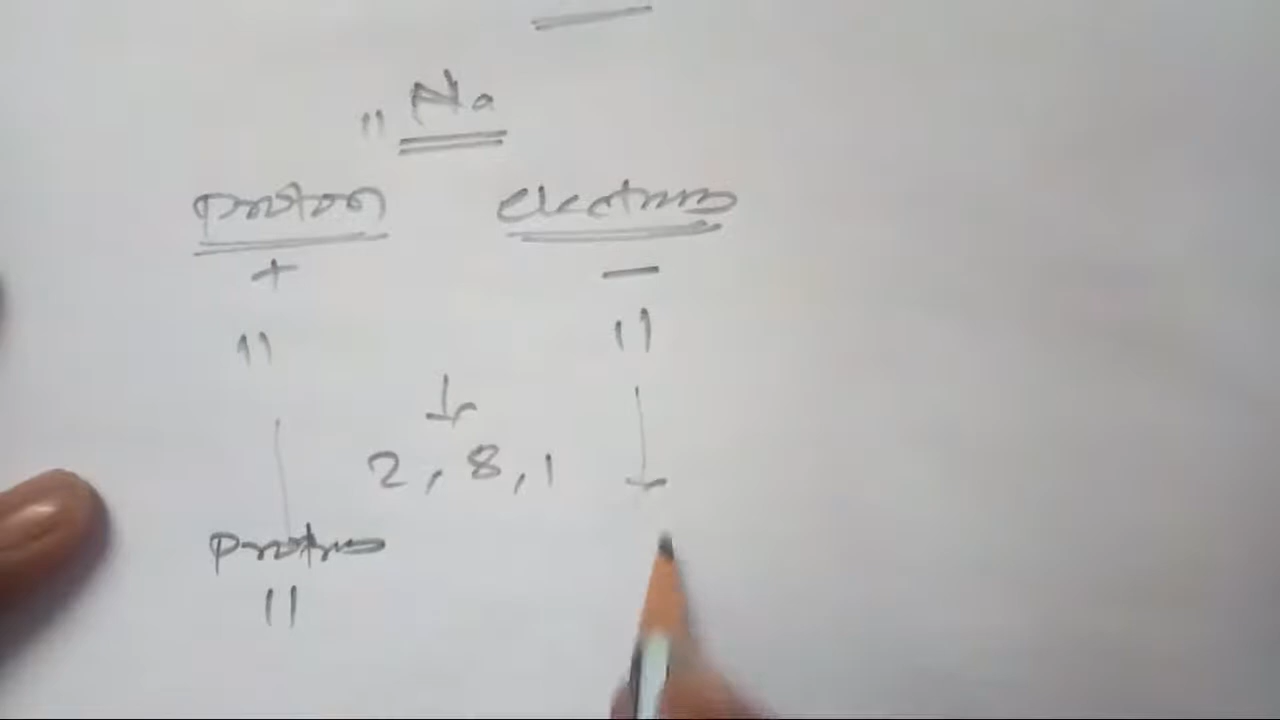 11 Na
Proton electrons
+ −
11 11
2, 8, 1
Protons
11